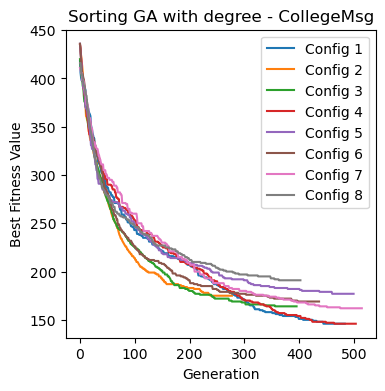 Sorting GA with degree - CollegeMsg
Best Fitness Value
450
400
350
300
250
200
150
Config 1
Config 2
Config 3
Config 4
Config 5
Config 6
Config 7
Config 8
0 100 200 300 400 500
Generation